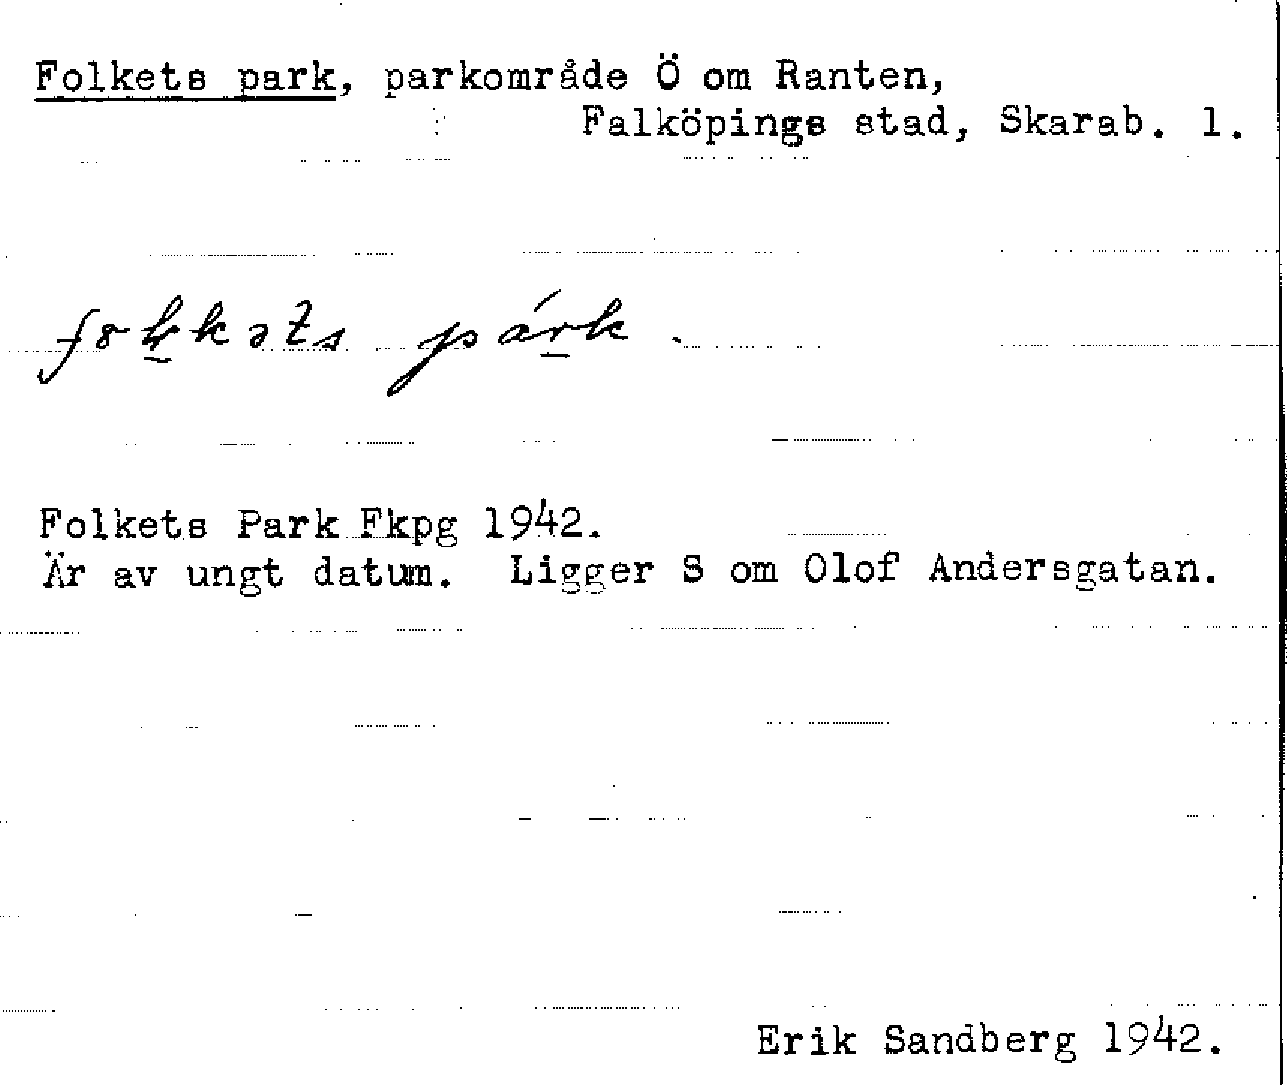 Folkets park, parkområde Ö om Ranten,
Falköpings stad, Skarab. l.
park.
Folkets Park Fkpg 1942.
Är av ungt datum. Ligger S om Olof Andersgatan.
Erik Sandberg 1942.